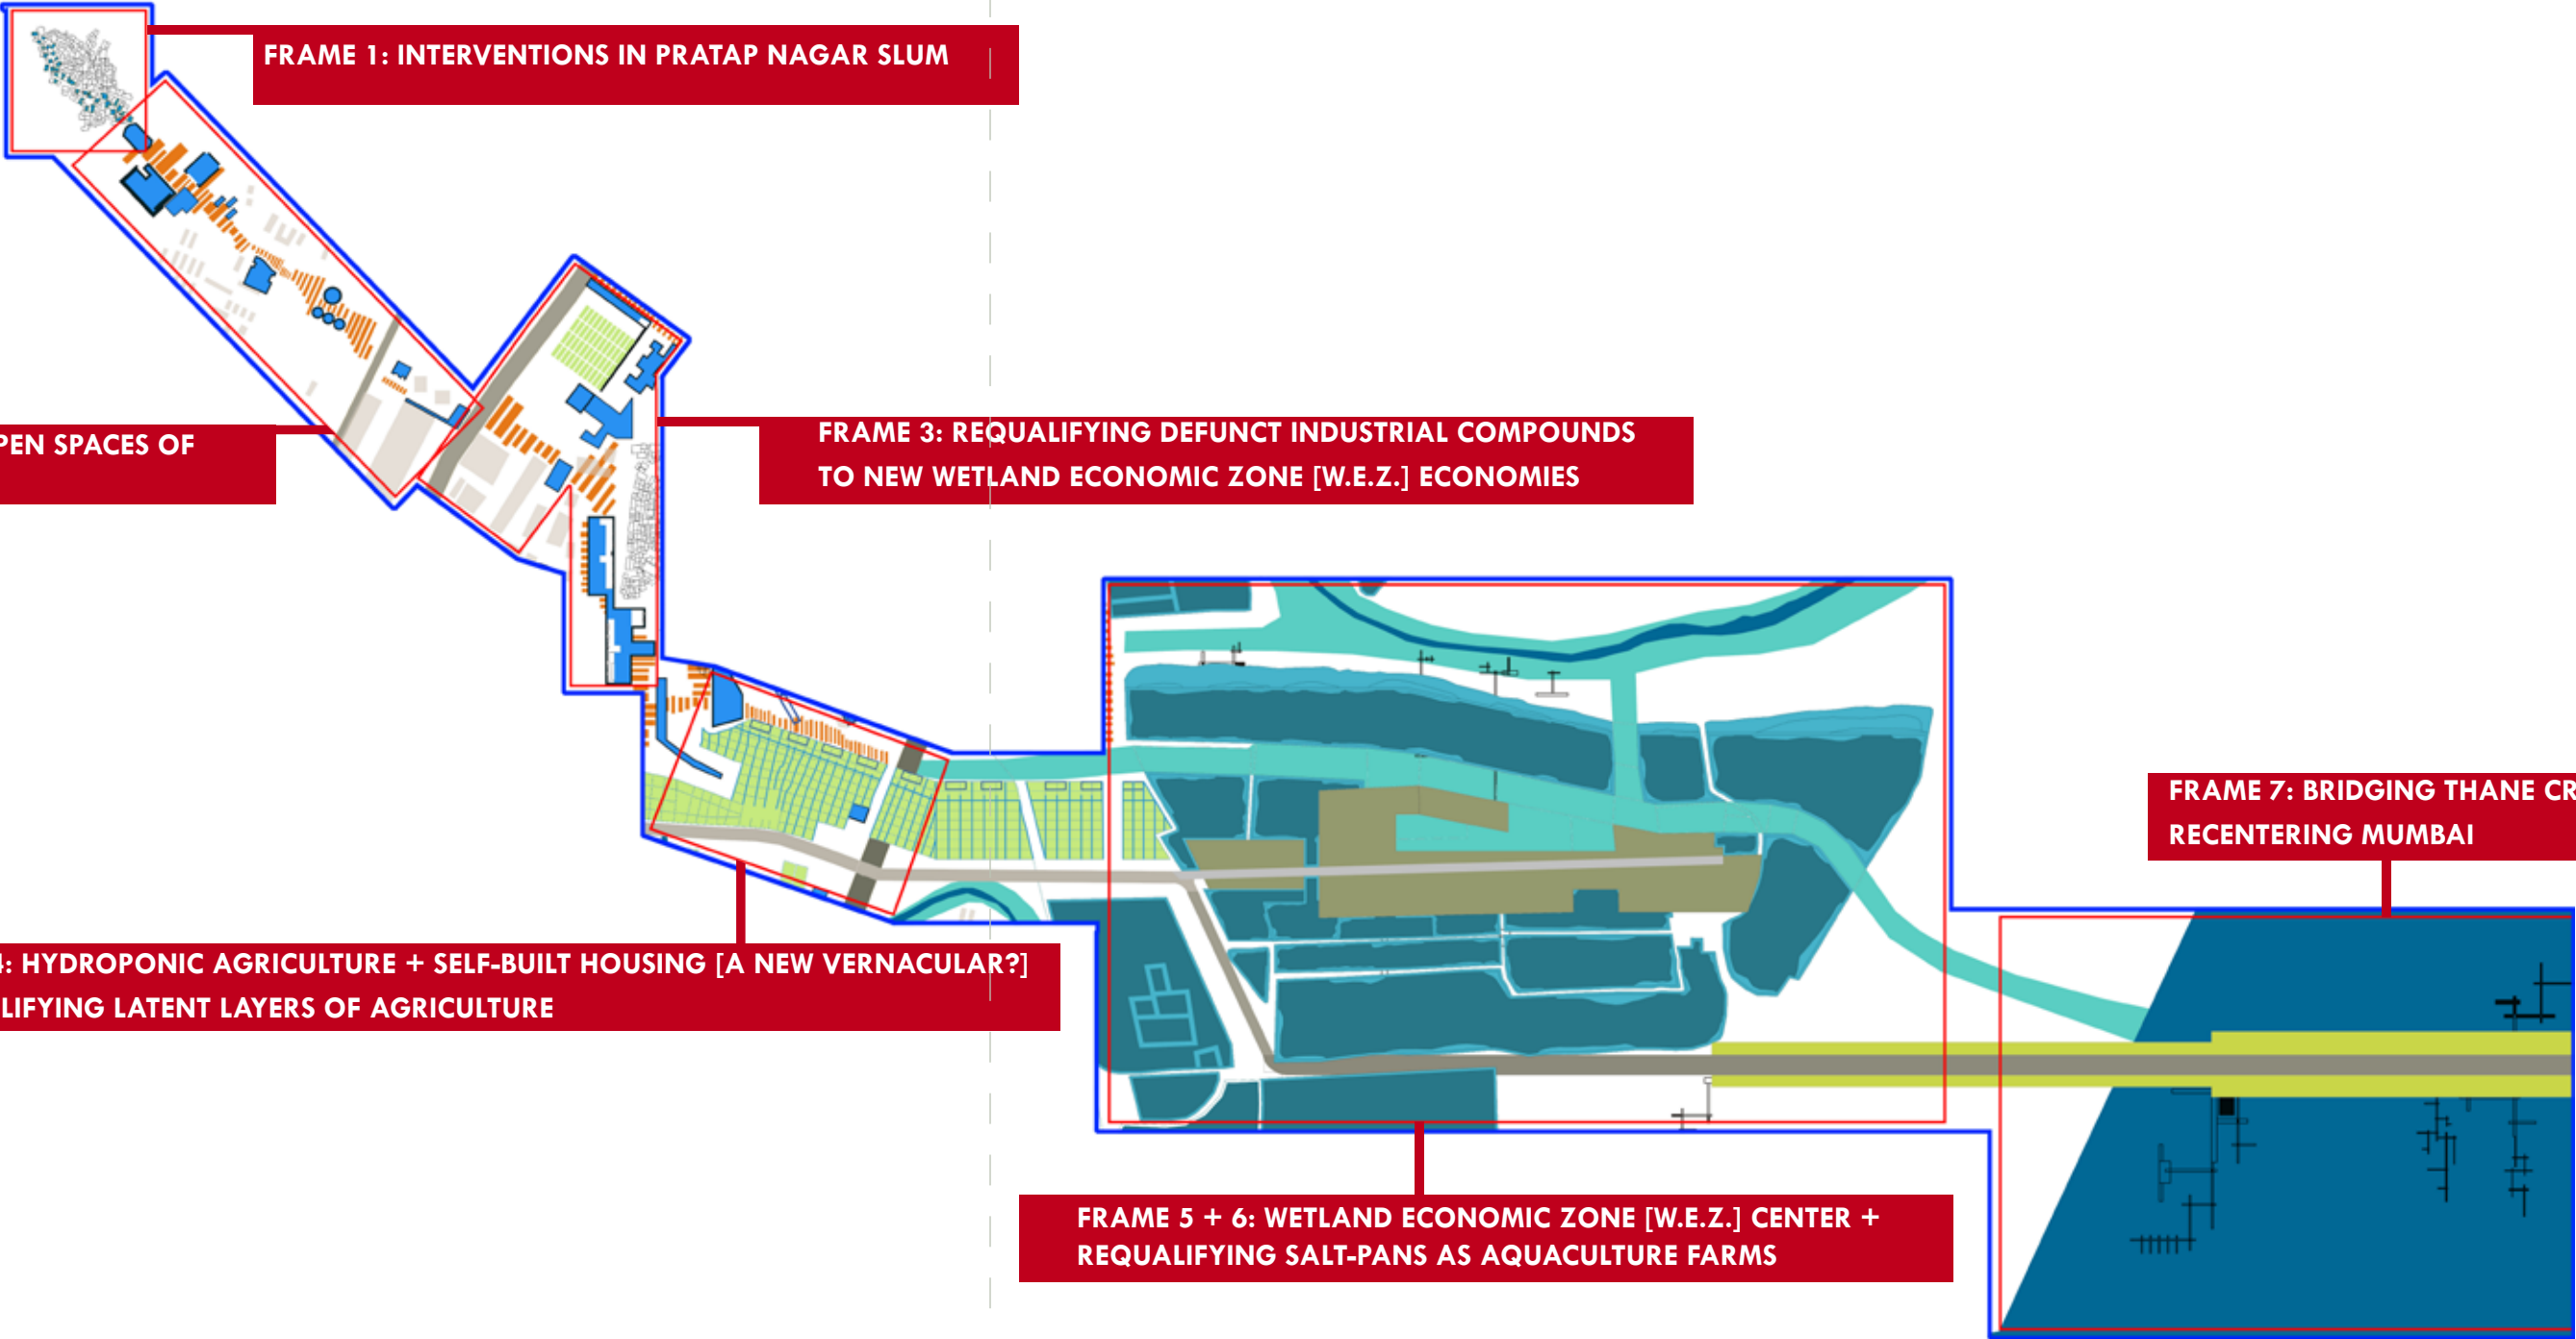 FRAME 1: INTERVENTIONS IN PRATAP NAGAR SLUM
PEN SPACES OF
FRAME 3: REQUALIFYING DEFUNCT INDUSTRIAL COMPOUNDS
TO NEW WETLAND ECONOMIC ZONE [W.E.Z.] ECONOMIES
FRAME 7: BRIDGING THANE CR
RECENTERING MUMBAI
4: HYDROPONIC AGRICULTURE + SELF-BUILT HOUSING [A NEW VERNACULAR?]
LIFYING LATENT LAYERS OF AGRICULTURE
FRAME 5 + 6: WETLAND ECONOMIC ZONE [W.E.Z.] CENTER +
REQUALIFYING SALT-PANS AS AQUACULTURE FARMS